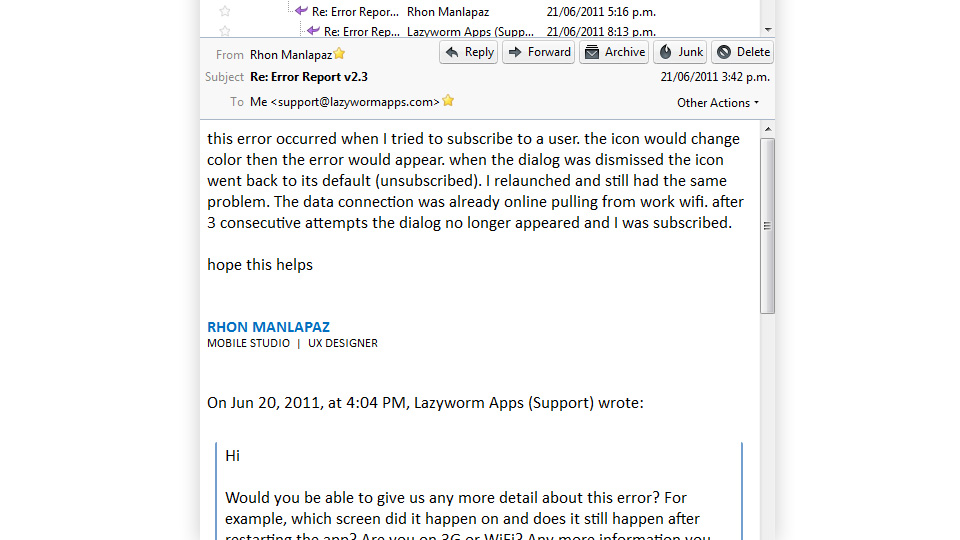 Re: Error Repor... Rhon Manlapaz 21/06/2011 5:16 p.m.
Re: Error Rep... Lazyworm Apps (Supp... 21/06/2011 8:13 p.m.
From Rhon Manlapaz Reply Forward Archive Junk Delete
Subject Re: Error Report v2.3 21/06/2011 3:42 p.m.
To Me <support@lazywormapps.com> Other Actions
this error occurred when I tried to subscribe to a user. the icon would change
color then the error would appear. when the dialog was dismissed the icon
went back to its default (unsubscribed). I relaunched and still had the same
problem. The data connection was already online pulling from work wifi. after
3 consecutive attempts the dialog no longer appeared and I was subscribed.
hope this helps
RHON MANLAPAZ
MOBILE STUDIO | UX DESIGNER
On Jun 20, 2011, at 4:04 PM, Lazyworm Apps (Support) wrote:
Hi
Would you be able to give us any more detail about this error? For
example, which screen did it happen on and does it still happen after
restarting the app? Are you on 3G or WiFi? Any more information you